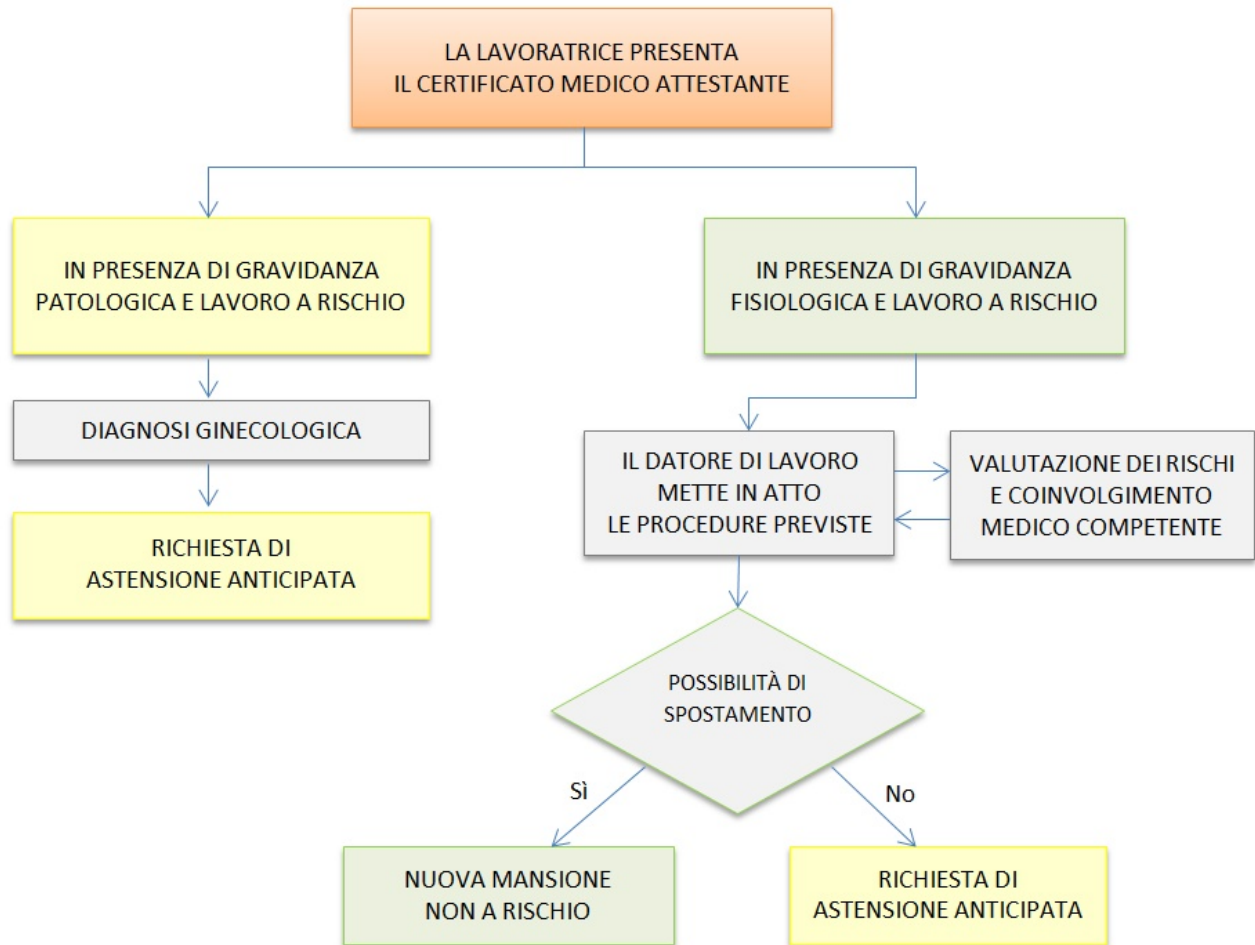 LA LAVORATRICE PRESENTA
IL CERTIFICATO MEDICO ATTESTANTE
IN PRESENZA DI GRAVIDANZA
PATOLOGICA E LAVORO A RISCHIO
IN PRESENZA DI GRAVIDANZA
FISIOLOGICA E LAVORO A RISCHIO
DIAGNOSI GINECOLOGICA
IL DATORE DI LAVORO
METTE IN ATTO
LE PROCEDURE PREVISTE
VALUTAZIONE DEI RISCHI
E COINVOLGIMENTO
MEDICO COMPETENTE
RICHIESTA DI
ASTENSIONE ANTICIPATA
POSSIBILITÀ DI
SPOSTAMENTO
Sì
No
NUOVA MANSIONE
NON A RISCHIO
RICHIESTA DI
ASTENSIONE ANTICIPATA